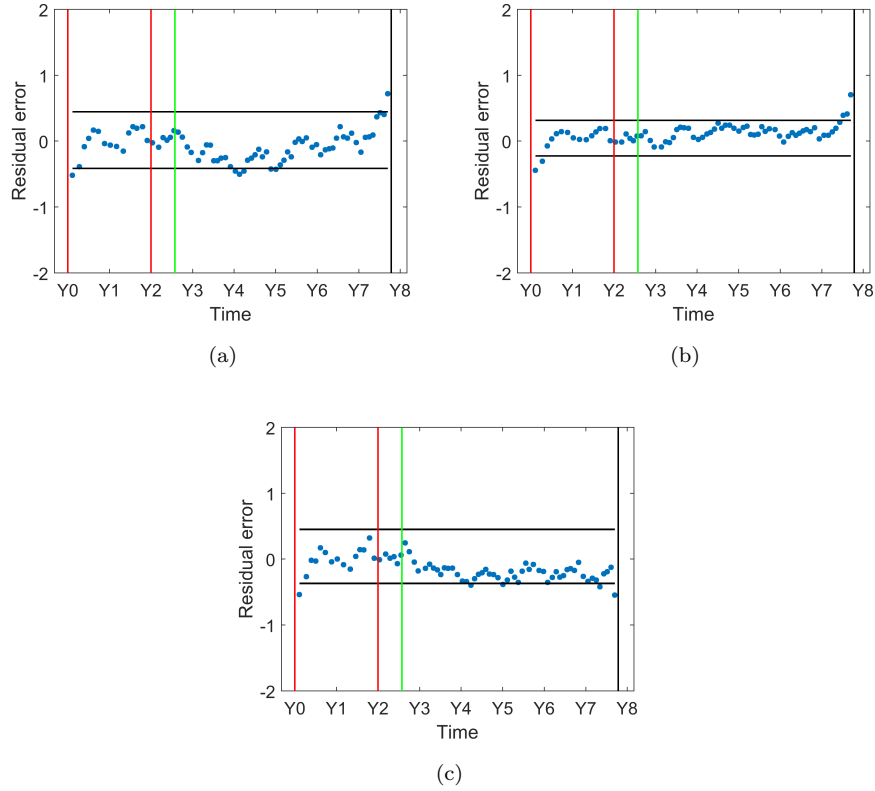 2
1
0
-1
-2
Residual error
Y0 Y1 Y2 Y3 Y4 Y5 Y6 Y7 Y8
Time
(a)
2
1
0
-1
-2
Residual error
Y0 Y1 Y2 Y3 Y4 Y5 Y6 Y7 Y8
Time
(b)
2
1
0
-1
-2
Residual error
Y0 Y1 Y2 Y3 Y4 Y5 Y6 Y7 Y8
Time
(c)